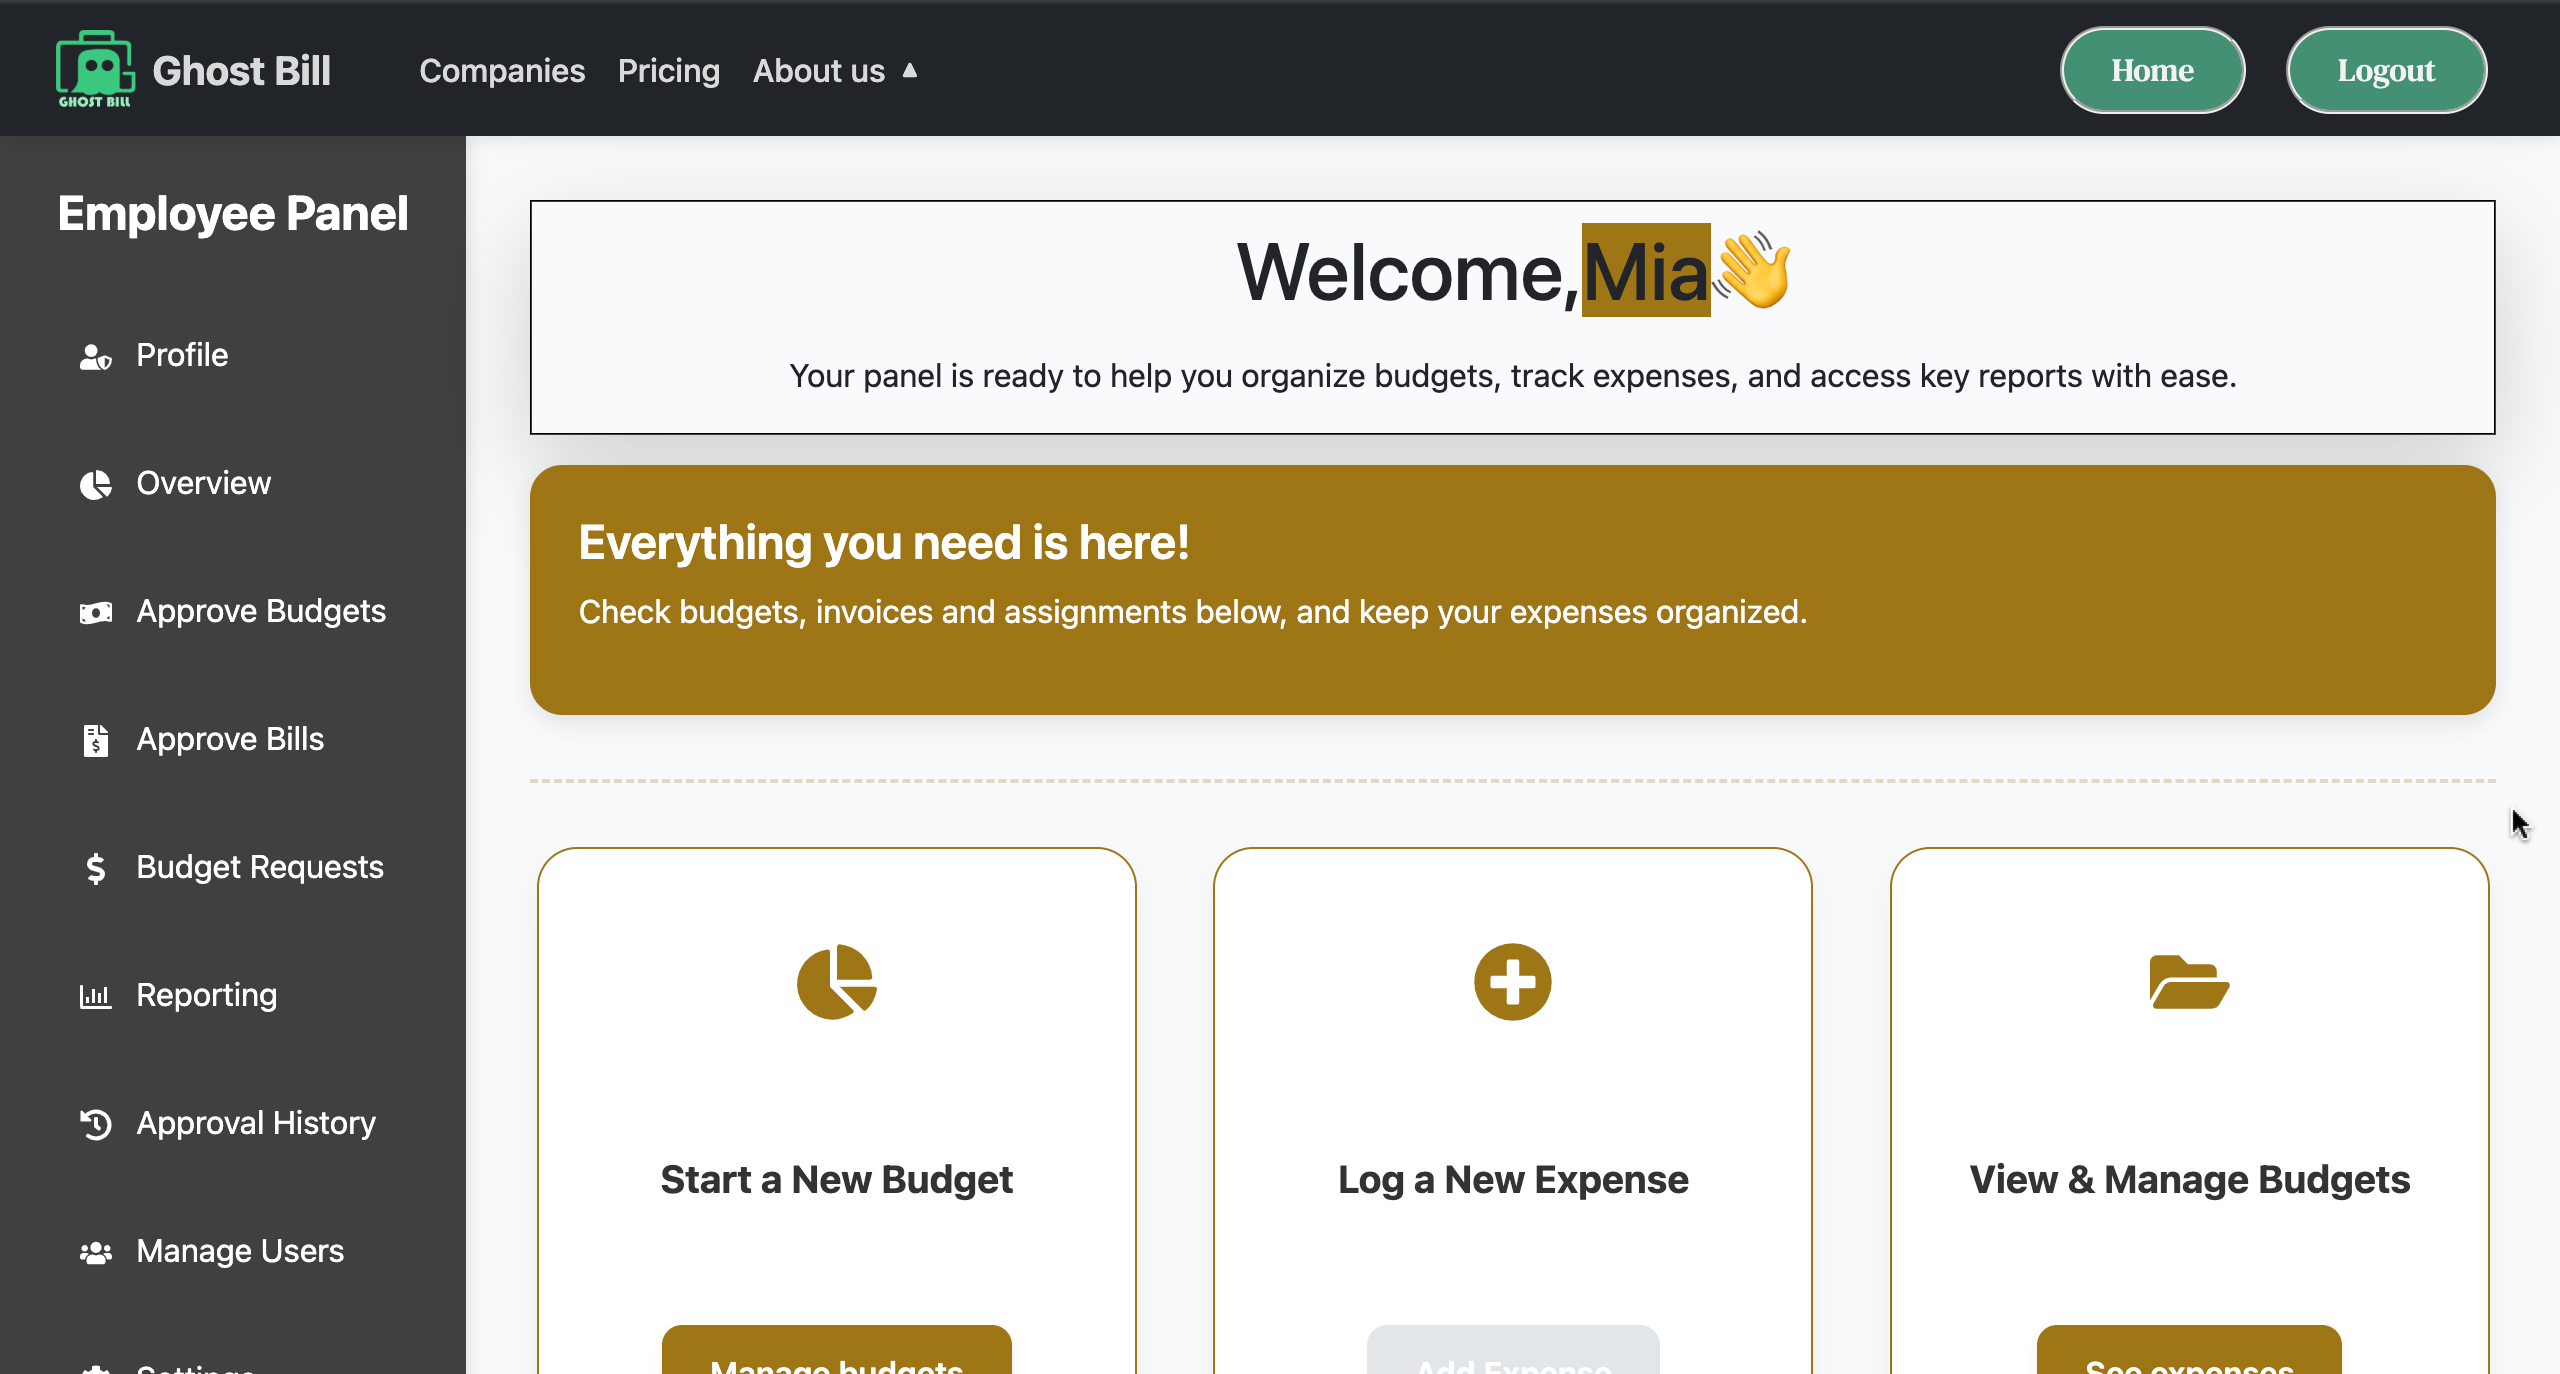 GHOST BILL
Ghost Bill
Companies
Pricing
About us
Home
Logout
Employee Panel
Profile
Overview
Approve Budgets
Approve Bills
Budget Requests
Reporting
Approval History
Manage Users
Settings
Welcome,Mia👋
Your panel is ready to help you organize budgets, track expenses, and access key reports with ease.
Everything you need is here!
Check budgets, invoices and assignments below, and keep your expenses organized.
Start a New Budget
Manage budgets
Log a New Expense
Add Expense
View & Manage Budgets
See expenses